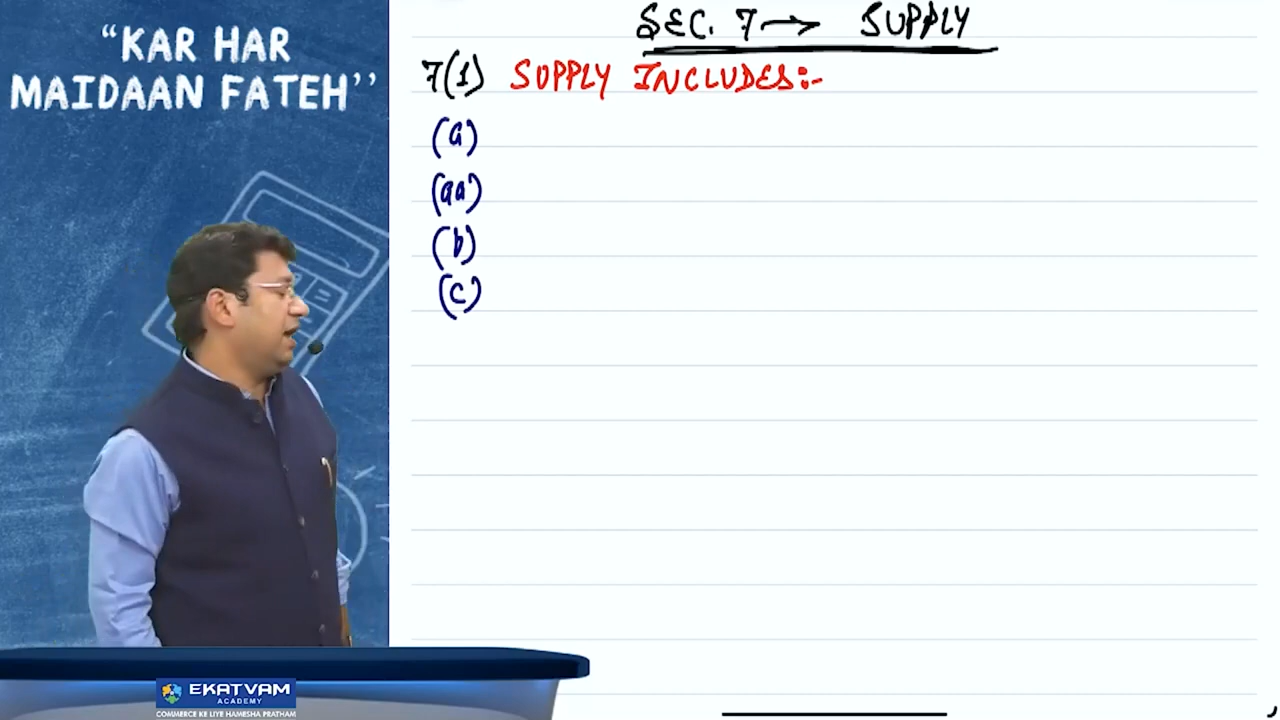 “KAR HAR
MAIDAAN FATEH’’
SEC. 7 → SUPPLY
7(1) SUPPLY INCLUDES:-
(a)
(aa)
(b)
(c)
EKATVAM
ACADEMY
COMMERCE KE LIYE HAMESHA PRATHAM